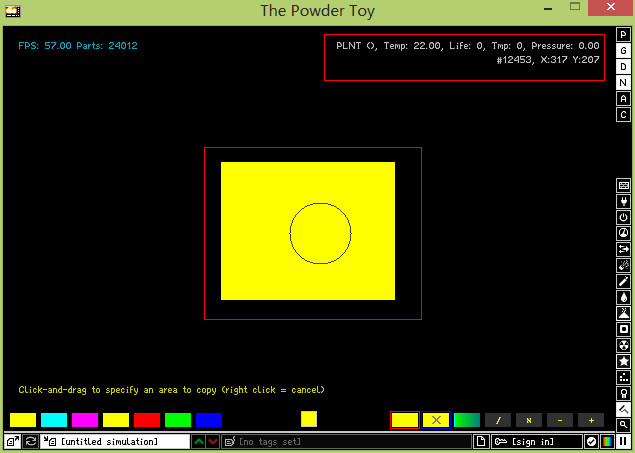 The Powder Toy
FPS: 57.00 Parts: 24012
PLNT (), Temp: 22.00, Life: 0, Tmp: 0, Pressure: 0.00
#12453, X:317 Y:207
P
G
D
N
A
C
Click-and-drag to specify an area to copy (right click = cancel)
[untitled simulation]
[no tags set]
[sign in]